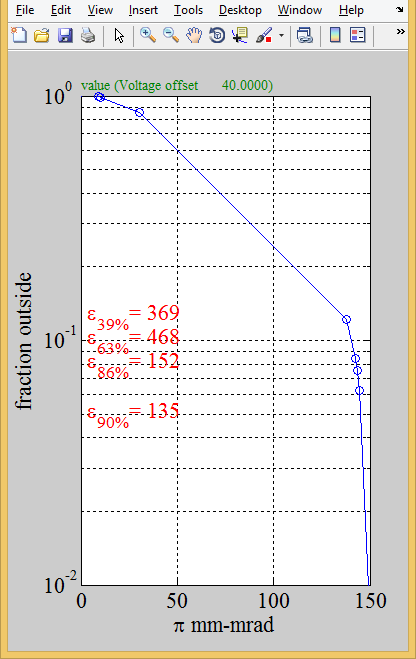 File Edit View Insert Tools Desktop Window Help
value (Voltage offset 40.0000)
10^0
ε39% = 369
10^-1
ε63% = 468
ε86% = 152
ε90% = 135
10^-2
0 50 100 150
π mm-mrad
fraction outside